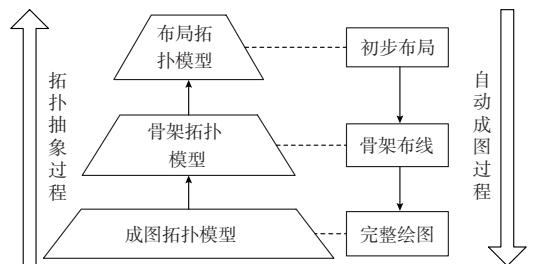 布局拓
扑模型
初步布局
拓扑抽象过程
自动成图过程
骨架拓扑
模型
骨架布线
成图拓扑模型
完整绘图